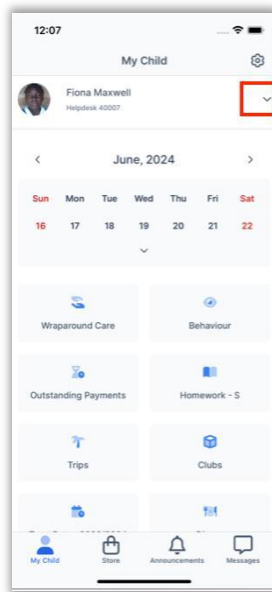 12:07
My Child
Fiona Maxwell
Helpdesk 40007
June, 2024
Sun Mon Tue Wed Thu Fri Sat
16 17 18 19 20 21 22
Wraparound Care Behaviour
Outstanding Payments Homework - S
Trips Clubs
My Child Store Announcements Messages